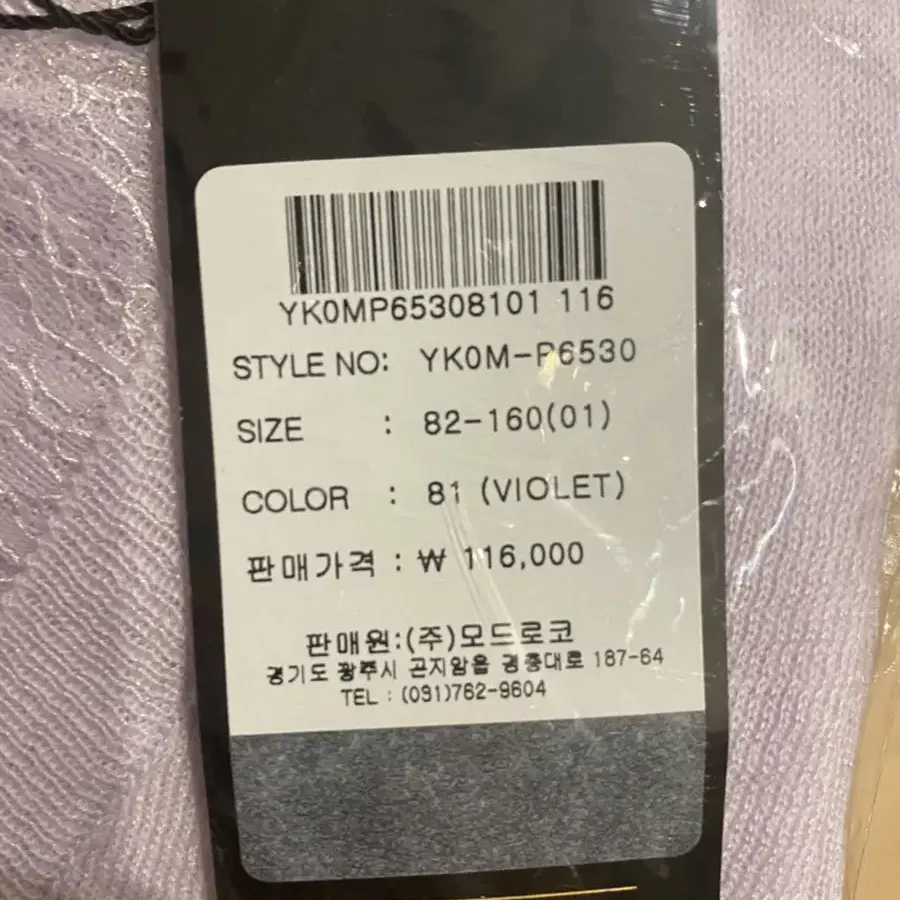 YK0MP65308101 116
STYLE NO: YK0M-P6530
SIZE : 82-160(01)
COLOR : 81 (VIOLET)
판매가격 : ₩ 116,000
판매원:(주)모드로코
경기도 광주시 곤지암읍 경충대로 187-64
TEL : (031)762-9604